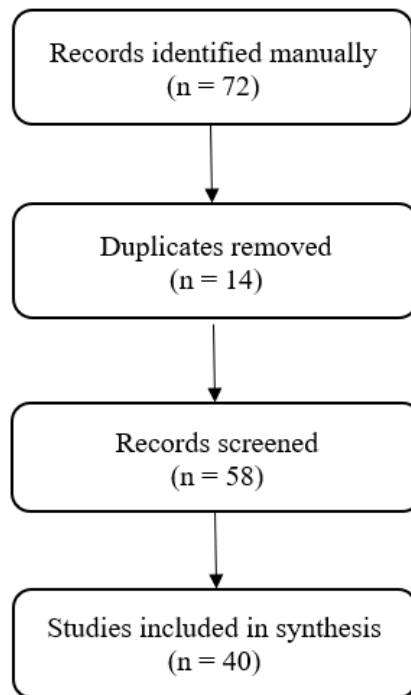 Records identified manually
(n = 72)
Duplicates removed
(n = 14)
Records screened
(n = 58)
Studies included in synthesis
(n = 40)